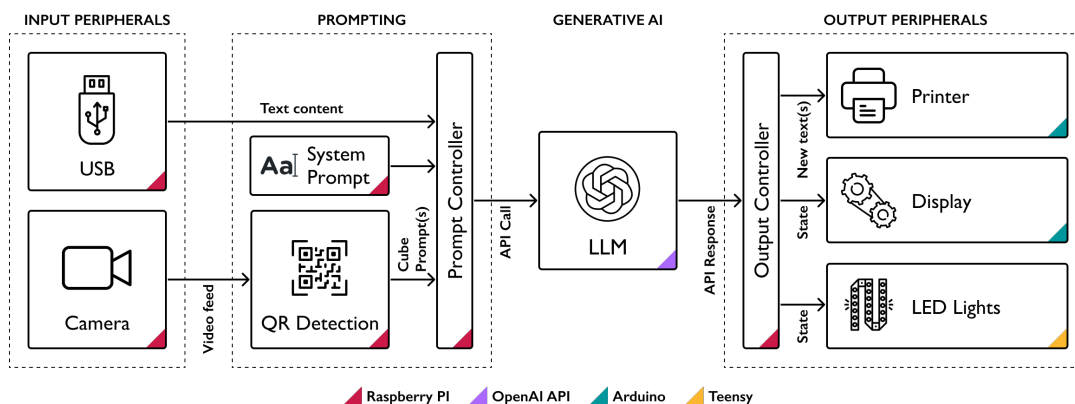 INPUT PERIPHERALS
PROMPTING
GENERATIVE AI
OUTPUT PERIPHERALS
USB
Text content
Aa
System
Prompt
Camera
Video feed
QR Detection
Cube
Prompt(s)
Prompt Controller
API Call
LLM
API Response
Output Controller
New text(s)
Printer
State
Display
State
LED Lights
Raspberry PI
OpenAI API
Arduino
Teensy